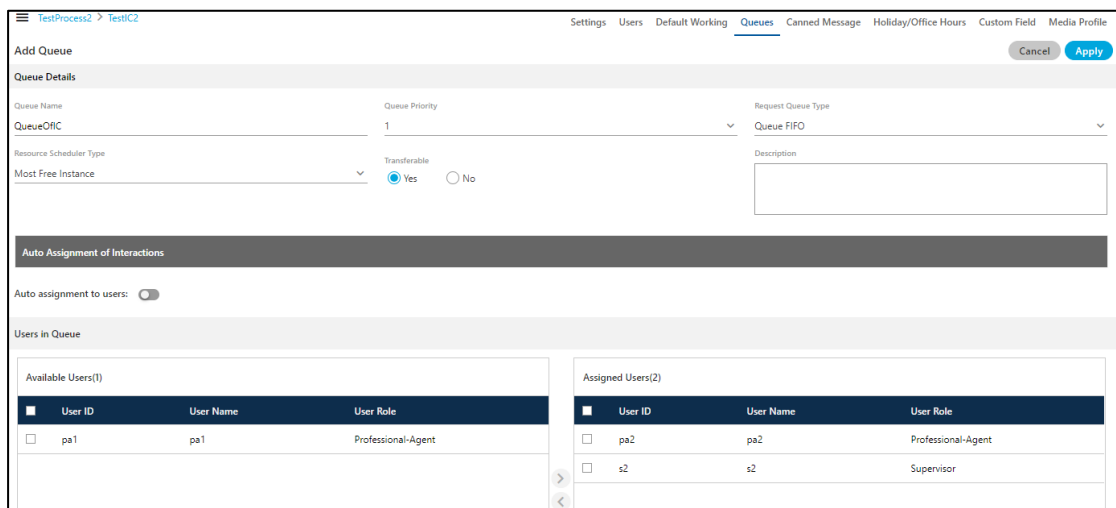 TestProcess2 > TestIC2
Settings Users Default Working Queues Canned Message Holiday/Office Hours Custom Field Media Profile
Add Queue
Cancel Apply
Queue Details
Queue Name Queue Priority Request Queue Type
QueueOfIC 1 Queue FIFO
Resource Scheduler Type Transferable Description
Most Free Instance Yes No
Auto Assignment of Interactions
Auto assignment to users:
Users in Queue
Available Users(1) Assigned Users(2)
User ID User Name User Role User ID User Name User Role
pa1 pa1 Professional-Agent pa2 pa2 Professional-Agent
s2 s2 Supervisor